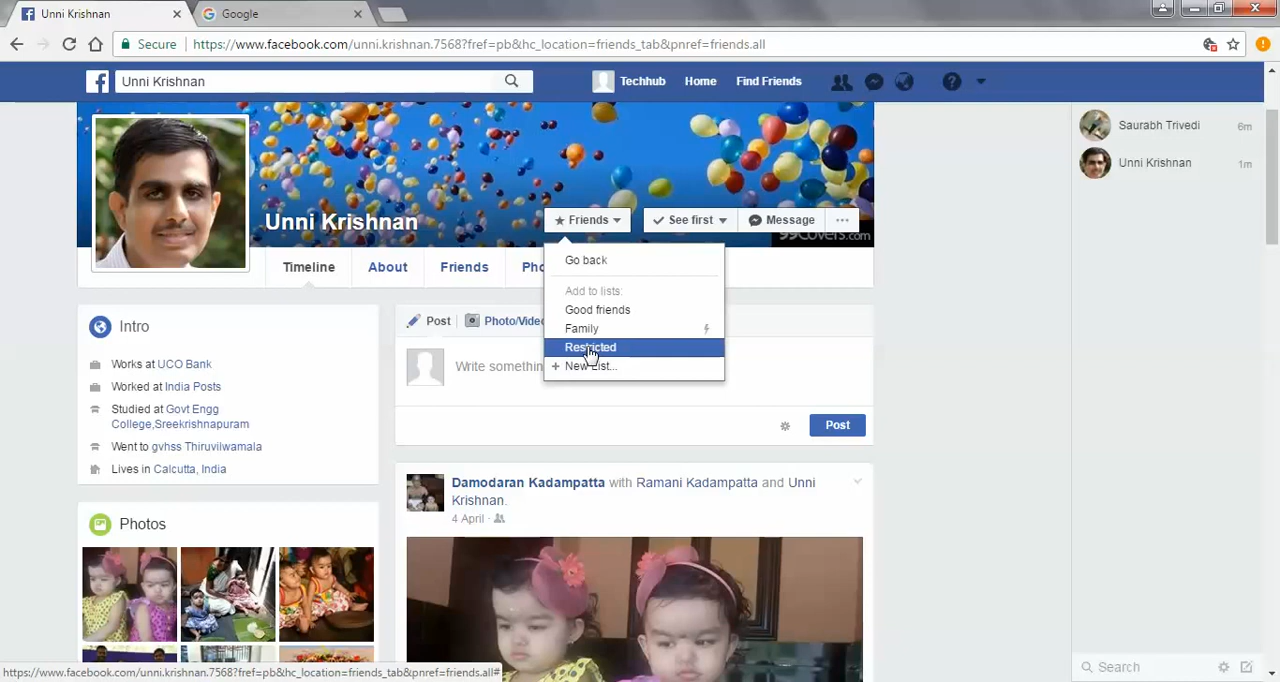 Unni Krishnan
Google
Secure https://www.facebook.com/unni.krishnan.7568?fref=pb&hc_location=friends_tab&pnref=friends.all
Unni Krishnan
Techhub Home Find Friends
Saurabh Trivedi 6m
Unni Krishnan 1m
Unni Krishnan
Friends See first Message
99Covers.com
Timeline About Friends Pho
Go back
Add to lists:
Good friends
Family
Restricted
New List...
Intro
Works at UCO Bank
Worked at India Posts
Studied at Govt Engg
College,Sreekrishnapuram
Went to gvhss Thiruvilwamala
Lives in Calcutta, India
Post Photo/Video
Write somethin
Post
Damodaran Kadampatta with Ramani Kadampatta and Unni
Krishnan.
4 April
Photos
https://www.facebook.com/unni.krishnan.7568?fref=pb&hc_location=friends_tab&pnref=friends.all#
Search